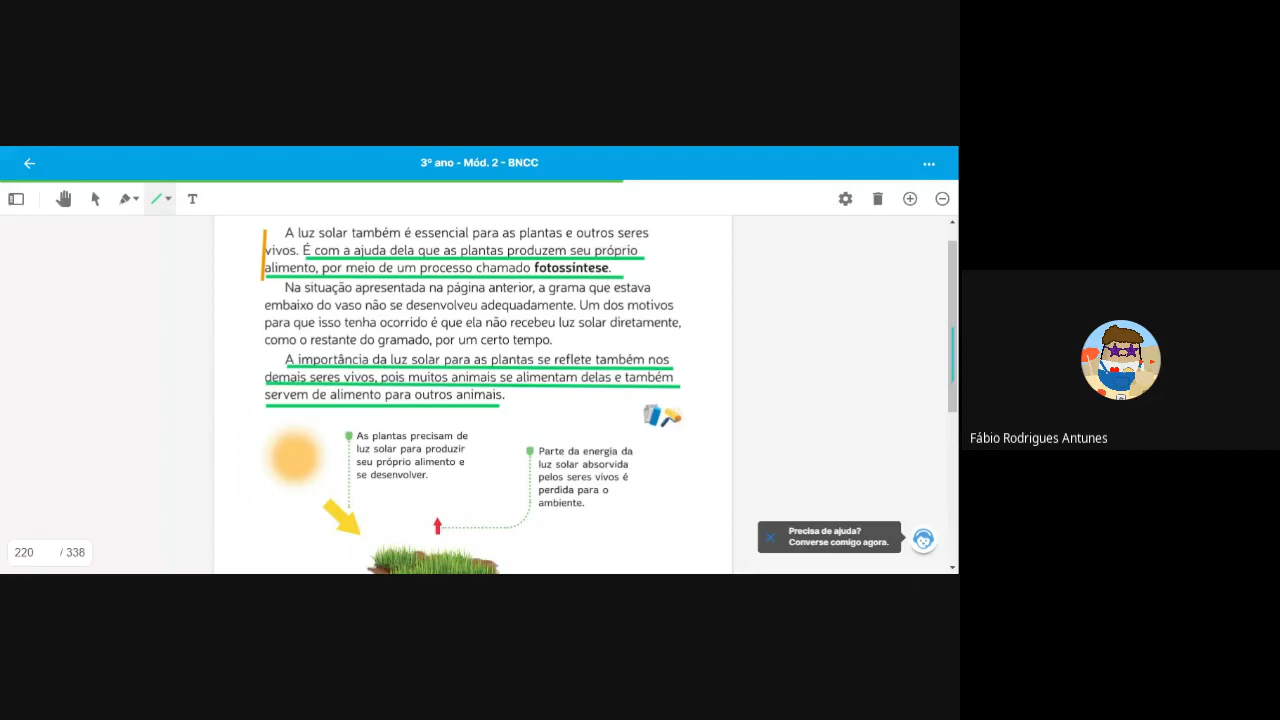 3º ano - Mód. 2 - BNCC
T
A luz solar também é essencial para as plantas e outros seres
vivos. É com a ajuda dela que as plantas produzem seu próprio
alimento, por meio de um processo chamado fotossíntese.
Na situação apresentada na página anterior, a grama que estava
embaixo do vaso não se desenvolveu adequadamente. Um dos motivos
para que isso tenha ocorrido é que ela não recebeu luz solar diretamente,
como o restante do gramado, por um certo tempo.
A importância da luz solar para as plantas se reflete também nos
demais seres vivos, pois muitos animais se alimentam delas e também
servem de alimento para outros animais.
As plantas precisam de
luz solar para produzir
seu próprio alimento e
se desenvolver.
Parte da energia da
luz solar absorvida
pelos seres vivos é
perdida para o
ambiente.
Precisa de ajuda?
Converse comigo agora.
220 / 338
Fábio Rodrigues Antunes